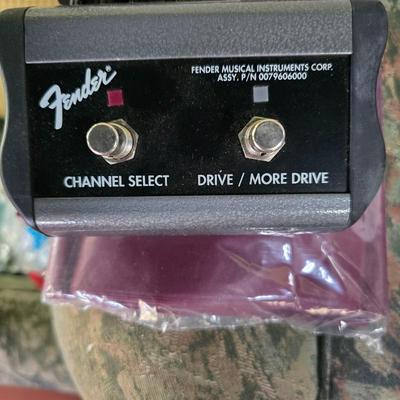 Fender®
FENDER MUSICAL INSTRUMENTS CORP.
ASSY. P/N 0079606000
CHANNEL SELECT
DRIVE / MORE DRIVE